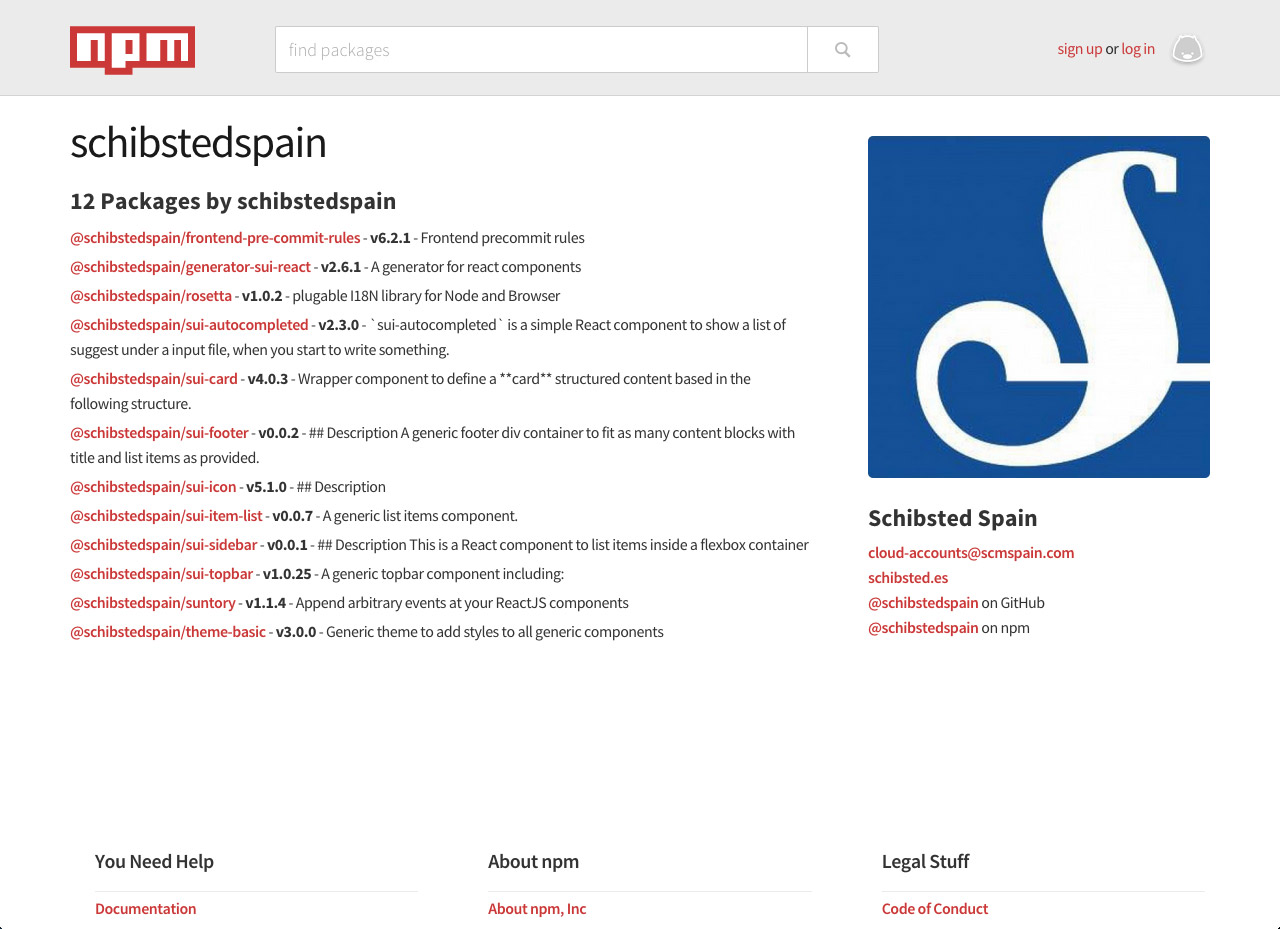 npm
find packages
sign up or log in
schibstedspain
12 Packages by schibstedspain
@schibstedspain/frontend-pre-commit-rules - v6.2.1 - Frontend precommit rules
@schibstedspain/generator-sui-react - v2.6.1 - A generator for react components
@schibstedspain/rosetta - v1.0.2 - plugable I18N library for Node and Browser
@schibstedspain/sui-autocompleted - v2.3.0 - `sui-autocompleted` is a simple React component to show a list of
suggest under a input file, when you start to write something.
@schibstedspain/sui-card - v4.0.3 - Wrapper component to define a **card** structured content based in the
following structure.
@schibstedspain/sui-footer - v0.0.2 - ## Description A generic footer div container to fit as many content blocks with
title and list items as provided.
@schibstedspain/sui-icon - v5.1.0 - ## Description
@schibstedspain/sui-item-list - v0.0.7 - A generic list items component.
@schibstedspain/sui-sidebar - v0.0.1 - ## Description This is a React component to list items inside a flexbox container
@schibstedspain/sui-topbar - v1.0.25 - A generic topbar component including:
@schibstedspain/suntory - v1.1.4 - Append arbitrary events at your ReactJS components
@schibstedspain/theme-basic - v3.0.0 - Generic theme to add styles to all generic components
S
Schibsted Spain
cloud-accounts@scmspain.com
schibsted.es
@schibstedspain on GitHub
@schibstedspain on npm
You Need Help
Documentation
About npm
About npm, Inc
Legal Stuff
Code of Conduct